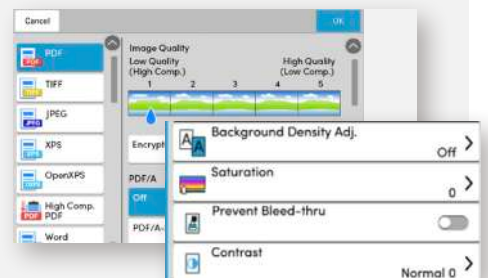 Cancel
OK
PDF
TIFF
JPEG
XPS
OpenXPS
High Comp.
PDF
Word
Image Quality
Low Quality
(High Comp.)
High Quality
(Low Comp.)
1 2 3 4 5
Encrypt
PDF/A
Off
PDF/A-
Background Density Adj.
Off
Saturation
0
Prevent Bleed-thru
Contrast
Normal 0